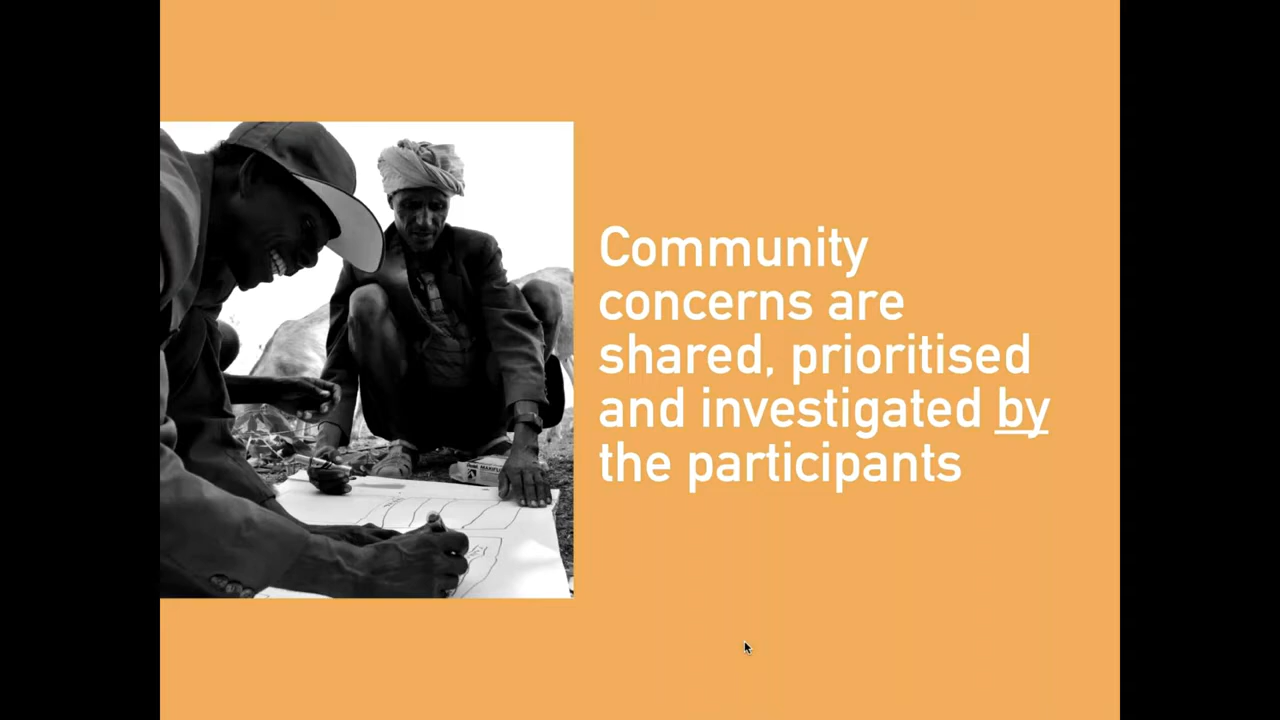 Community
concerns are
shared, prioritised
and investigated by
the participants